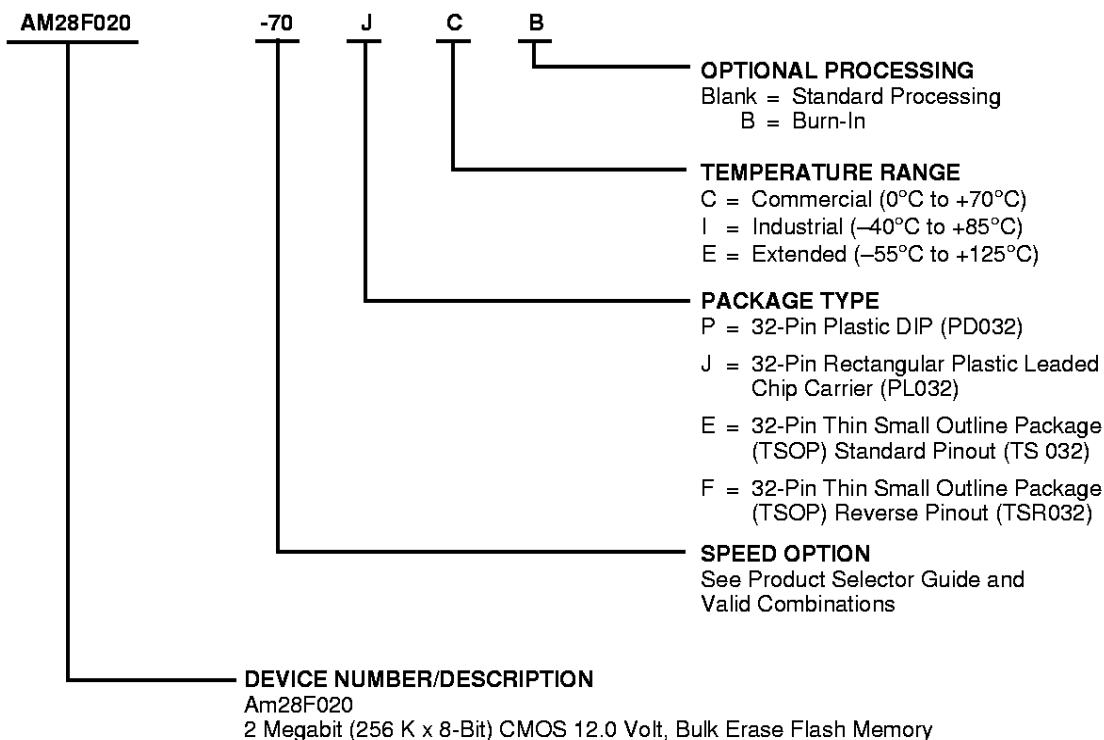 AM28F020 -70 J C B
OPTIONAL PROCESSING
Blank = Standard Processing
B = Burn-In
TEMPERATURE RANGE
C = Commercial (0°C to +70°C)
I = Industrial (–40°C to +85°C)
E = Extended (–55°C to +125°C)
PACKAGE TYPE
P = 32-Pin Plastic DIP (PD032)
J = 32-Pin Rectangular Plastic Leaded
Chip Carrier (PL032)
E = 32-Pin Thin Small Outline Package
(TSOP) Standard Pinout (TS 032)
F = 32-Pin Thin Small Outline Package
(TSOP) Reverse Pinout (TSR032)
SPEED OPTION
See Product Selector Guide and
Valid Combinations
DEVICE NUMBER/DESCRIPTION
Am28F020
2 Megabit (256 K x 8-Bit) CMOS 12.0 Volt, Bulk Erase Flash Memory